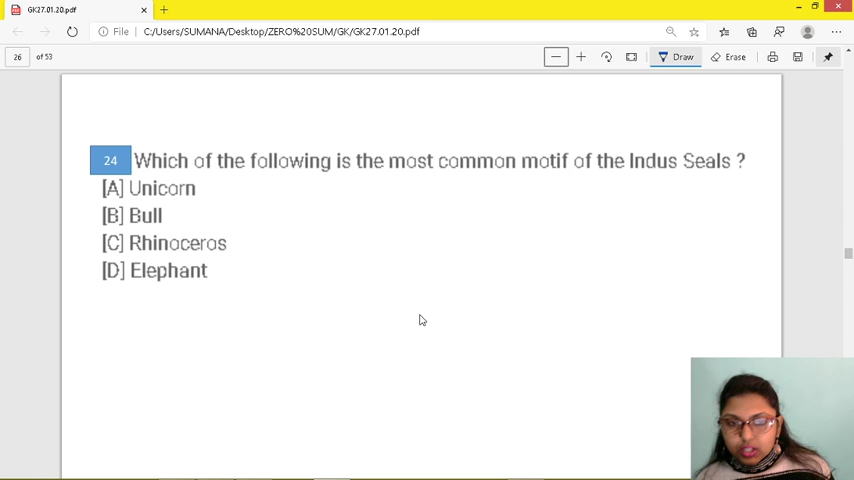 GK27.01.20.pdf
File C:/Users/SUMANA/Desktop/ZERO%20SUM/GK/GK27.01.20.pdf
26 of 53 Draw Erase
24 Which of the following is the most common motif of the Indus Seals ?
[A] Unicorn
[B] Bull
[C] Rhinoceros
[D] Elephant